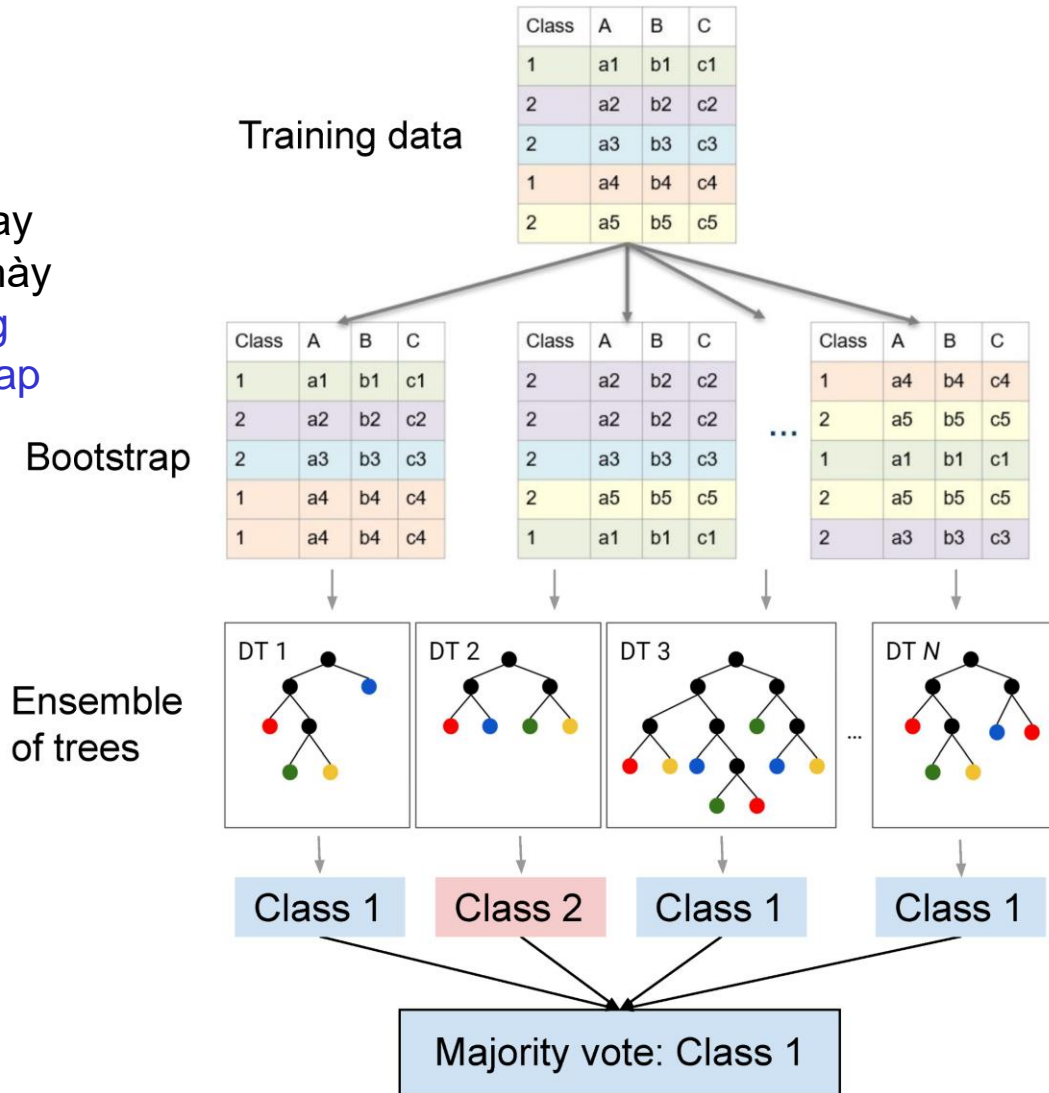 Class A B C
1 a1 b1 c1
2 a2 b2 c2
2 a3 b3 c3
1 a4 b4 c4
2 a5 b5 c5
Training data
Class A B C
1 a1 b1 c1
2 a2 b2 c2
2 a3 b3 c3
1 a4 b4 c4
1 a4 b4 c4
Class A B C
2 a2 b2 c2
2 a2 b2 c2
2 a3 b3 c3
2 a5 b5 c5
1 a1 b1 c1
...
Class A B C
1 a4 b4 c4
2 a5 b5 c5
1 a1 b1 c1
2 a5 b5 c5
2 a3 b3 c3
Bootstrap
DT 1
DT 2
DT 3
...
DT N
Ensemble
of trees
Class 1
Class 2
Class 1
Class 1
Majority vote: Class 1